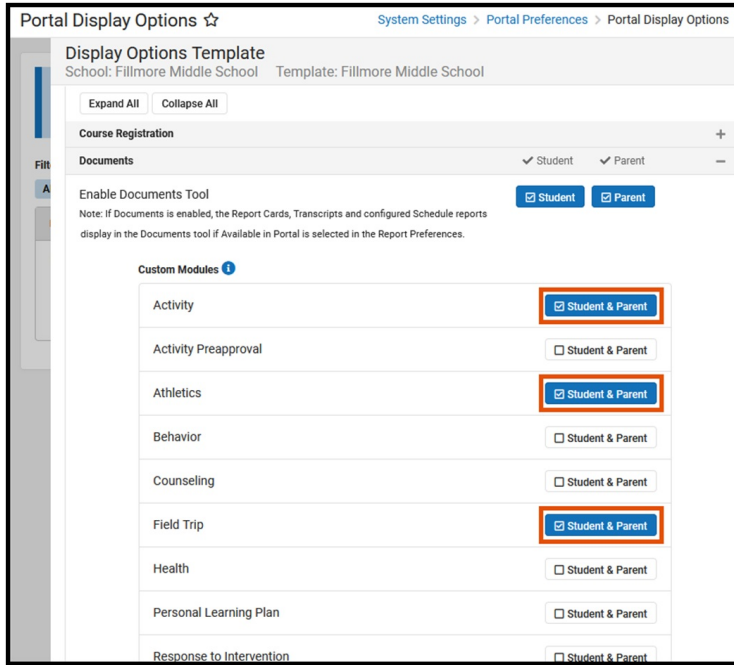 Portal Display Options
System Settings > Portal Preferences > Portal Display Options
Display Options Template
School: Fillmore Middle School Template: Fillmore Middle School
Expand All Collapse All
Course Registration
Documents Student Parent
Filt
A
Enable Documents Tool Student Parent
Note: If Documents is enabled, the Report Cards, Transcripts and configured Schedule reports
display in the Documents tool if Available in Portal is selected in the Report Preferences.
Custom Modules
Activity Student & Parent
Activity Preapproval Student & Parent
Athletics Student & Parent
Behavior Student & Parent
Counseling Student & Parent
Field Trip Student & Parent
Health Student & Parent
Personal Learning Plan Student & Parent
Response to Intervention Student & Parent